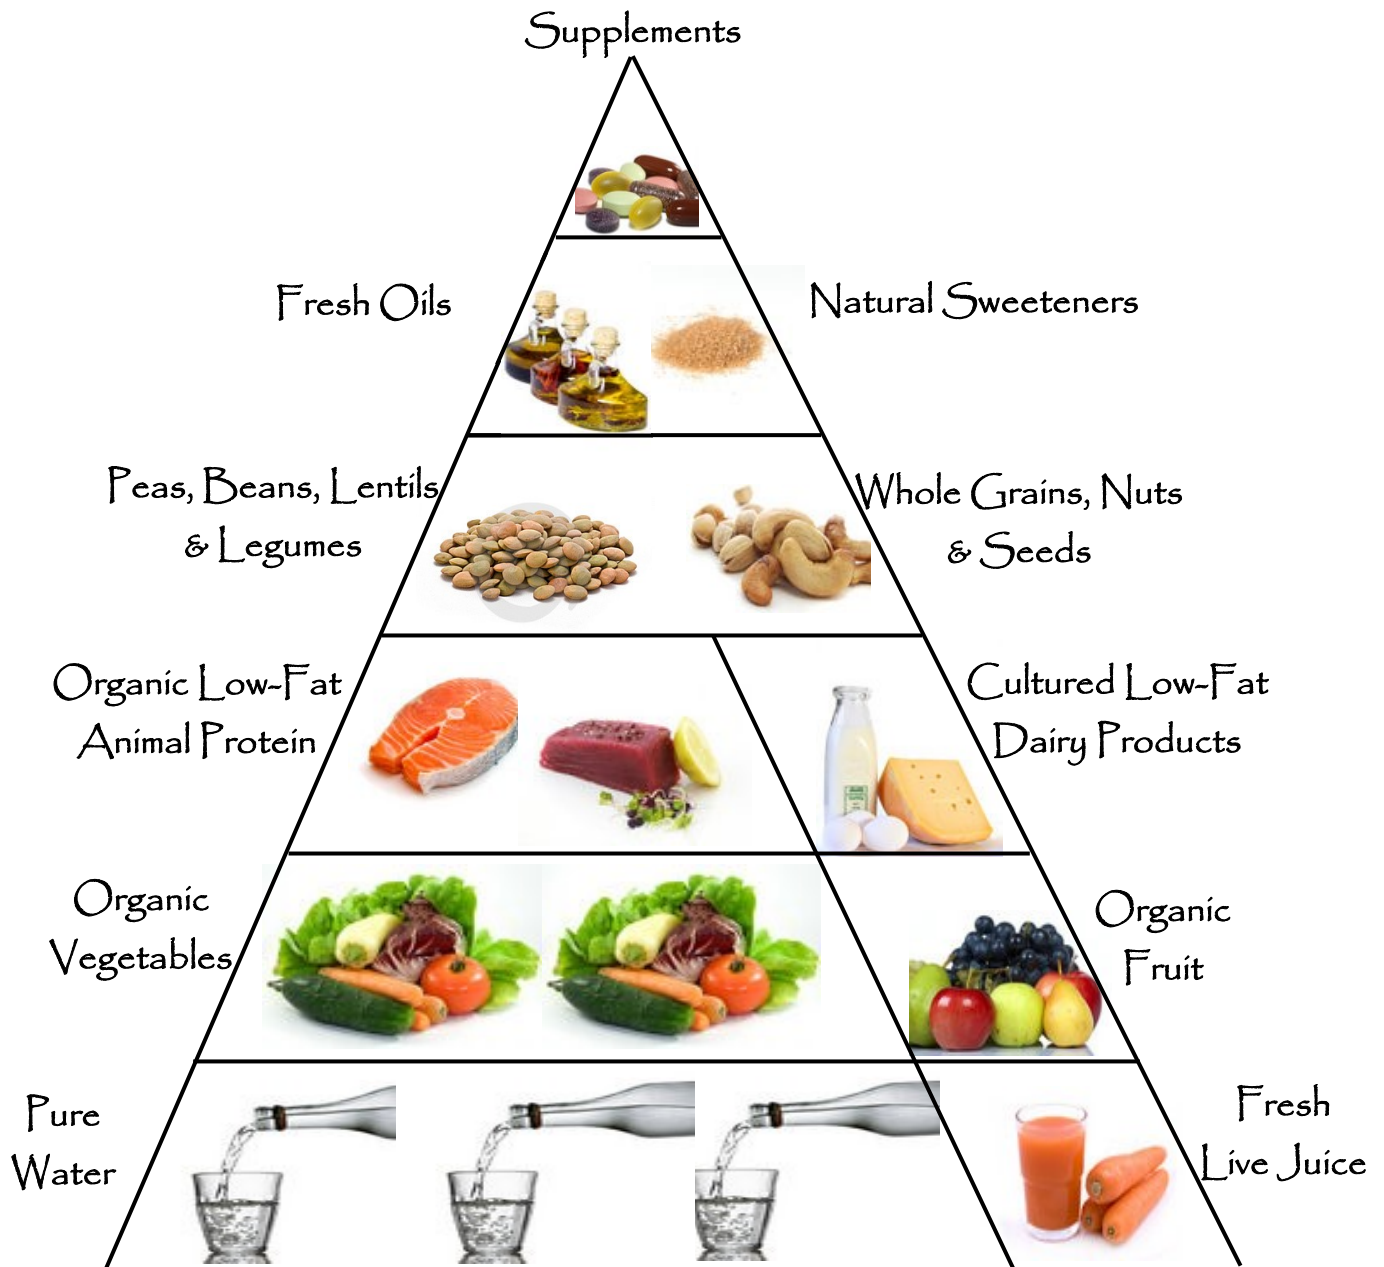 Supplements
Fresh Oils
Natural Sweeteners
Peas, Beans, Lentils
& Legumes
Whole Grains, Nuts
& Seeds
Organic Low-Fat
Animal Protein
Cultured Low-Fat
Dairy Products
Organic
Vegetables
Organic
Fruit
Pure
Water
Fresh
Live Juice